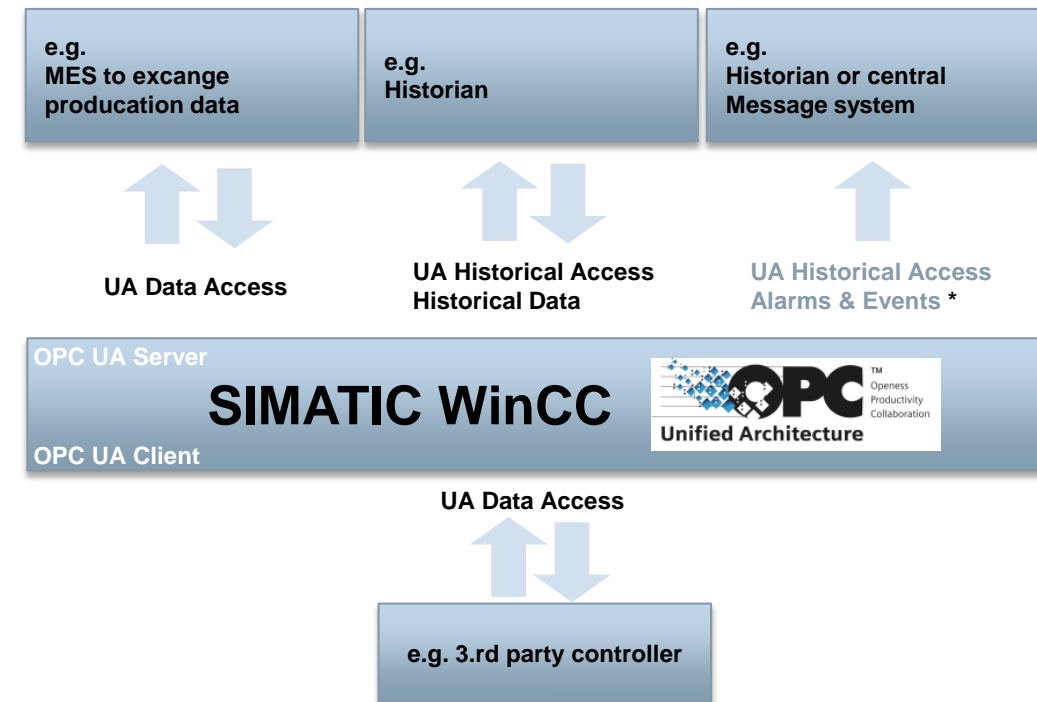 e.g.
MES to excange
producation data
e.g.
Historian
e.g.
Historian or central
Message system
UA Data Access
UA Historical Access
Historical Data
UA Historical Access
Alarms & Events *
OPC UA Server
SIMATIC WinCC
OPC TM
Openess
Productivity
Collaboration
Unified Architecture
OPC UA Client
UA Data Access
e.g. 3.rd party controller